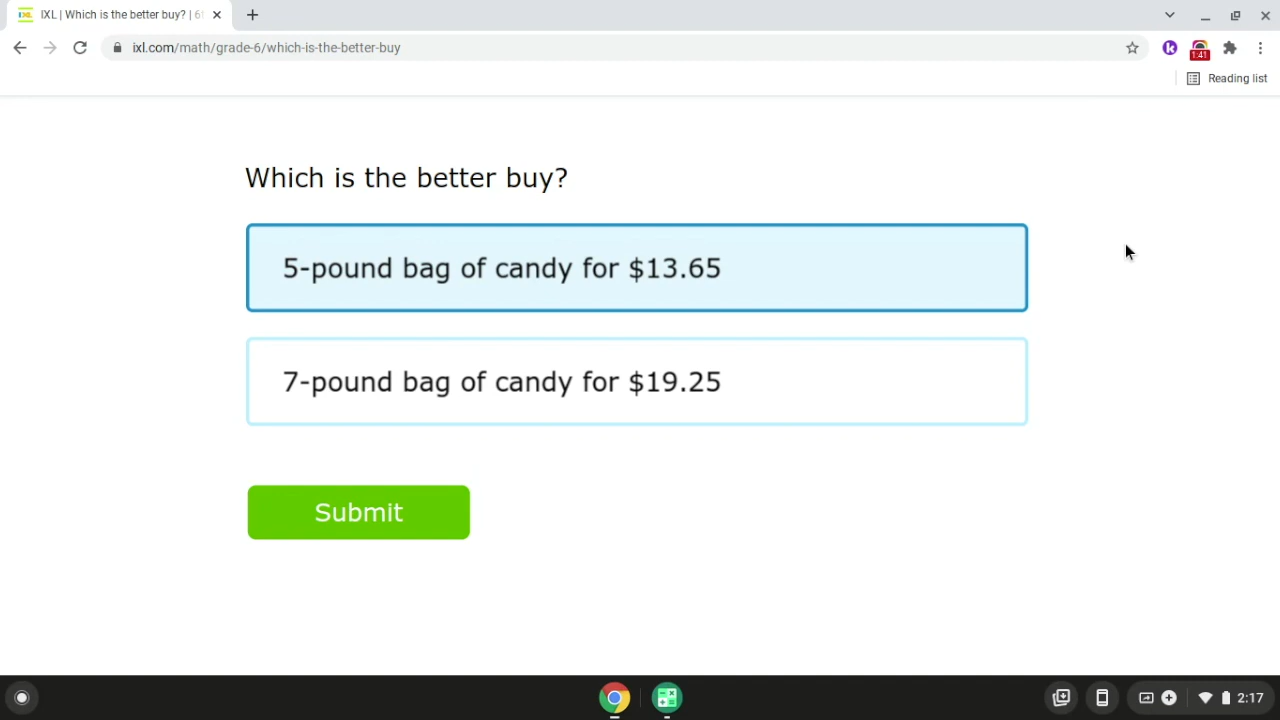 IXL | Which is the better buy? | 6t
ixl.com/math/grade-6/which-is-the-better-buy
1:41
Reading list
Which is the better buy?
5-pound bag of candy for $13.65
7-pound bag of candy for $19.25
Submit
2:17